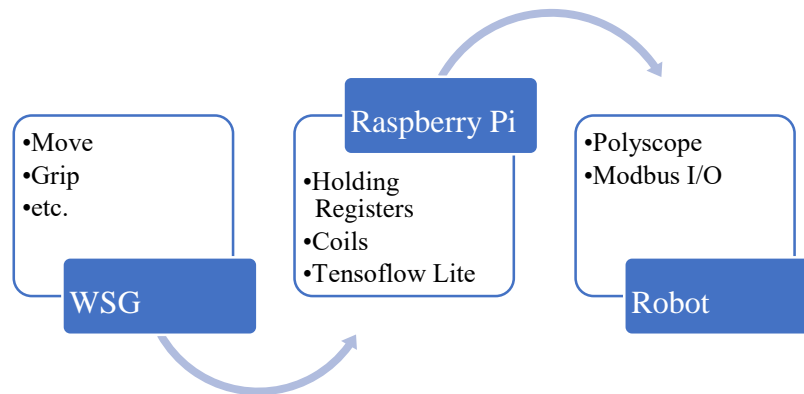 •Move
•Grip
•etc.
WSG
Raspberry Pi
•Holding
Registers
•Coils
•Tensoflow Lite
•Polyscope
•Modbus I/O
Robot